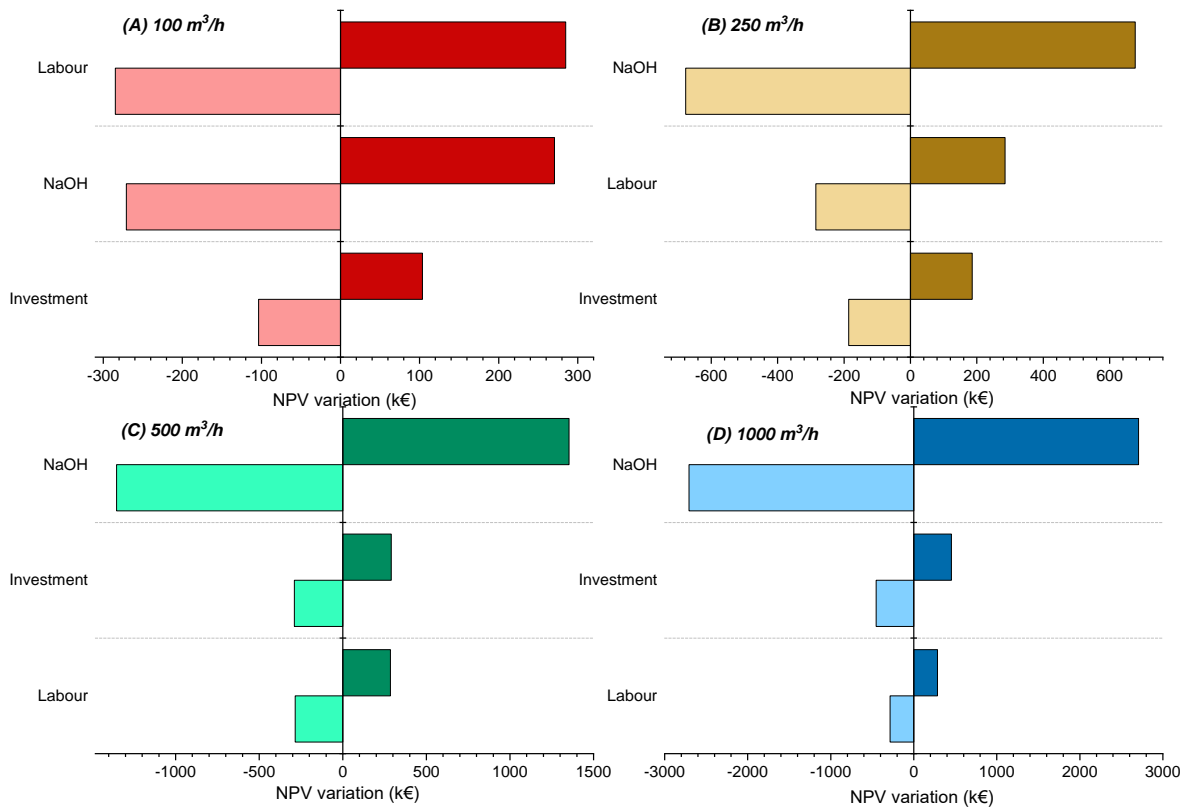 (A) 100 m³/h
Labour
NaOH
Investment
-300 -200 -100 0 100 200 300
NPV variation (k€)
(B) 250 m³/h
NaOH
Labour
Investment
-600 -400 -200 0 200 400 600
NPV variation (k€)
(C) 500 m³/h
NaOH
Investment
Labour
-1000 -500 0 500 1000 1500
NPV variation (k€)
(D) 1000 m³/h
NaOH
Investment
Labour
-3000 -2000 -1000 0 1000 2000 3000
NPV variation (k€)